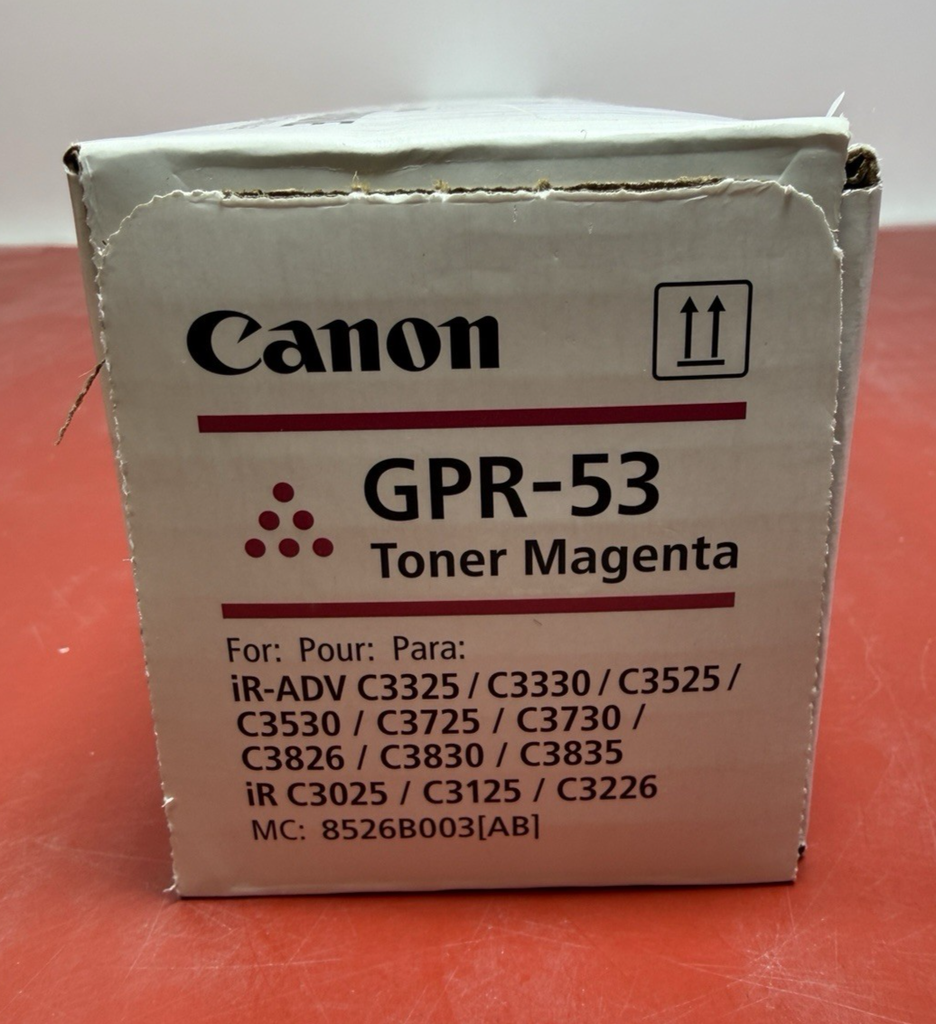 Canon
GPR-53
Toner Magenta
For: Pour: Para:
iR-ADV C3325 / C3330 / C3525 /
C3530 / C3725 / C3730 /
C3826 / C3830 / C3835
iR C3025 / C3125 / C3226
MC: 8526B003[AB]